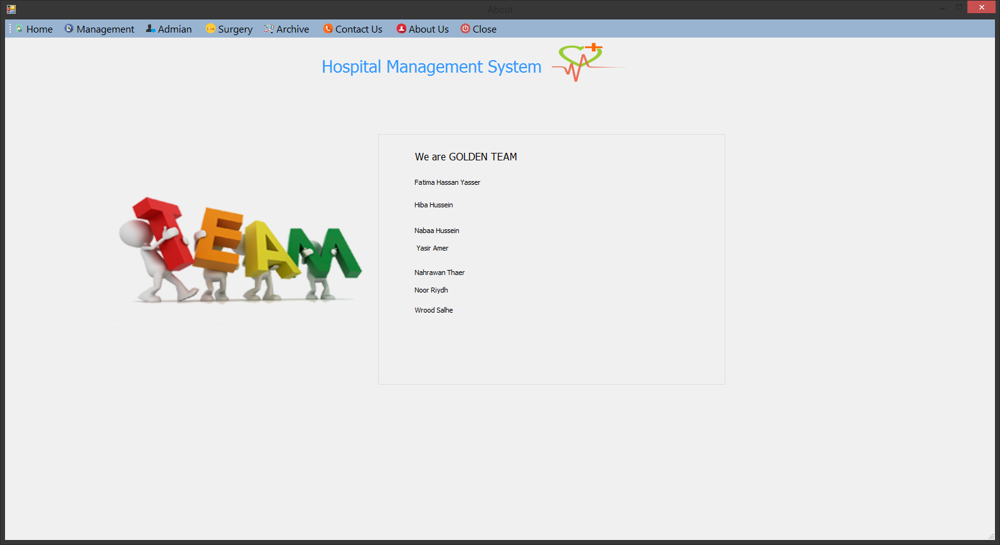 About
Home Management Admian Surgery Archive Contact Us About Us Close
Hospital Management System
TEAM
We are GOLDEN TEAM
Fatima Hassan Yasser
Hiba Hussein
Nabaa Hussein
Yasir Amer
Nahrawan Thaer
Noor Riydh
Wrood Salhe